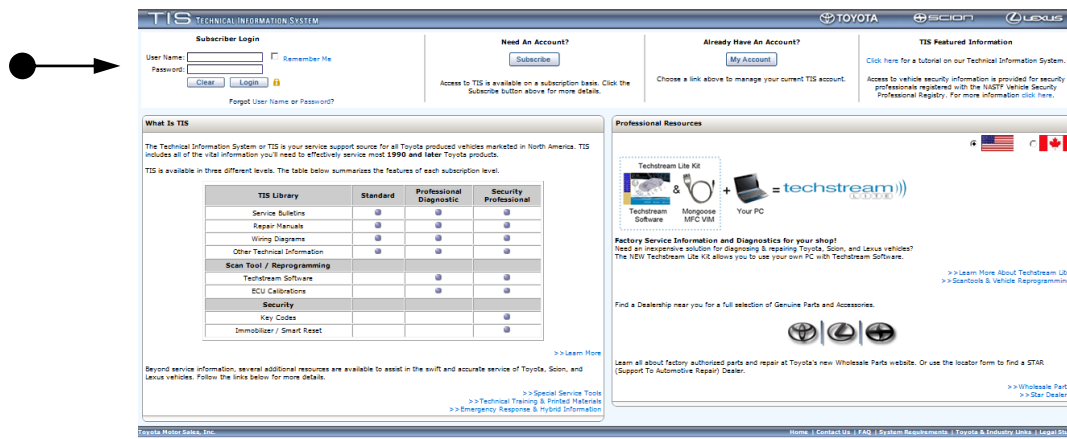 TIS TECHNICAL INFORMATION SYSTEM
TOYOTA
SCION
LEXUS
Subscriber Login
User Name:
Remember Me
Password:
Clear
Login
Forgot User Name or Password?
Need An Account?
Subscribe
Access to TIS is available on a subscription basis. Click the
Subscribe button above for more details.
Already Have An Account?
My Account
Choose a link above to manage your current TIS account.
TIS Featured Information
Click here for a tutorial on our Technical Information System.
Access to vehicle security information is provided for security
professionals registered with the NASTF Vehicle Security
Professional Registry. For more information click here.
What Is TIS
The Technical Information System or TIS is your service support source for all Toyota produced vehicles marketed in North America. TIS
includes all of the vital information you'll need to effectively service most 1990 and later Toyota products.
TIS is available in three different levels. The table below summarizes the features of each subscription level.
TIS Library
Standard
Professional
Diagnostic
Security
Professional
Service Bulletins
Repair Manuals
Wiring Diagrams
Other Technical Information
Scan Tool / Reprogramming
Techstream Software
ECU Calibrations
Security
Key Codes
Immobilizer / Smart Reset
>>Learn More
Beyond service information, several additional resources are available to assist in the swift and accurate service of Toyota, Scion, and
Lexus vehicles. Follow the links below for more details.
>>Special Service Tools
>>Technical Training & Printed Materials
>>Emergency Response & Hybrid Information
Professional Resources
Techstream Lite Kit
& + = techstream
LITE
Techstream
Software
Mongoose
MFC VIM
Your PC
Factory Service Information and Diagnostics for your shop!
Need an inexpensive solution for diagnosing & repairing Toyota, Scion, and Lexus vehicles?
The NEW Techstream Lite Kit allows you to use your own PC with Techstream Software.
>>Learn More About Techstream Lite
>>Scantools & Vehicle Reprogramming
Find a Dealership near you for a full selection of Genuine Parts and Accessories.
Learn all about factory authorized parts and repair at Toyota's new Wholesale Parts website. Or use the locator form to find a STAR
(Support To Automotive Repair) Dealer.
>>Wholesale Part
>>Star Dealer
Toyota Motor Sales, Inc.
Home | Contact Us | FAQ | System Requirements | Toyota & Industry Links | Legal Stu